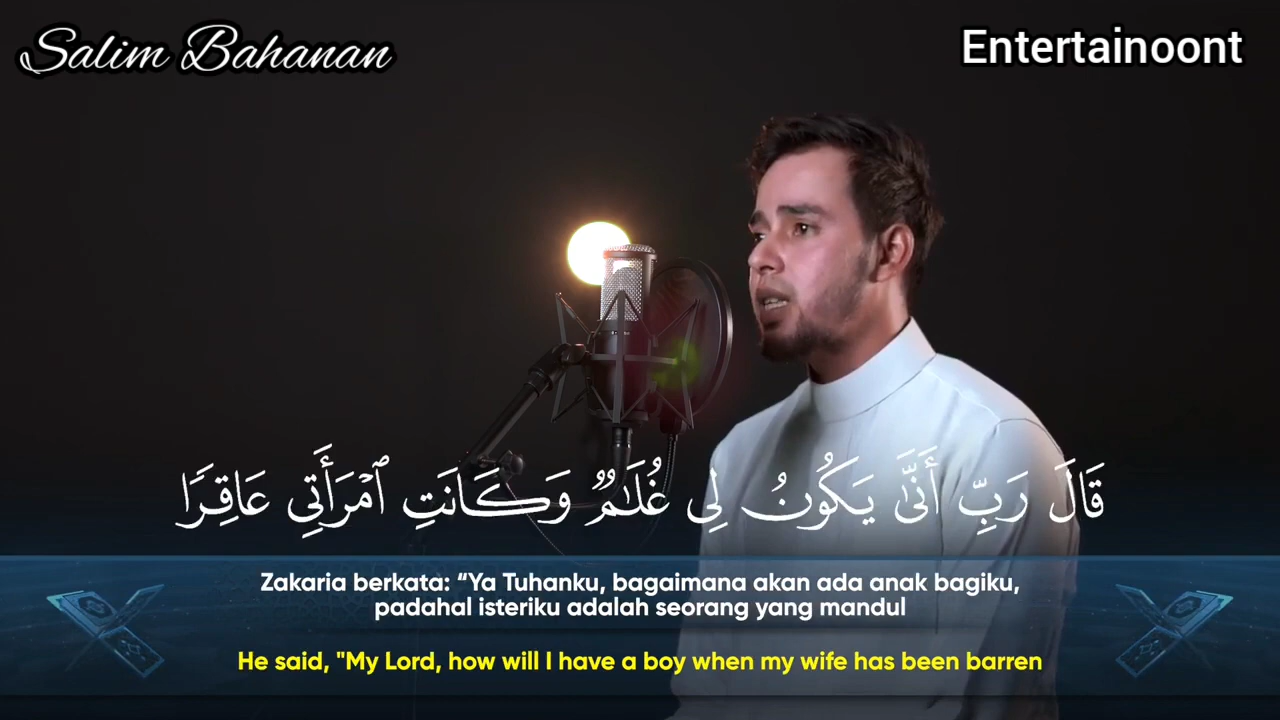 Salim Bahanan
Entertainoont
قَالَ رَبِّ أَنَّىٰ يَكُونُ لِى غُلَـٰمٌ وَكَانَتِ ٱمْرَأَتِى عَاقِرًا
Zakaria berkata: “Ya Tuhanku, bagaimana akan ada anak bagiku,
padahal isteriku adalah seorang yang mandul
He said, "My Lord, how will I have a boy when my wife has been barren